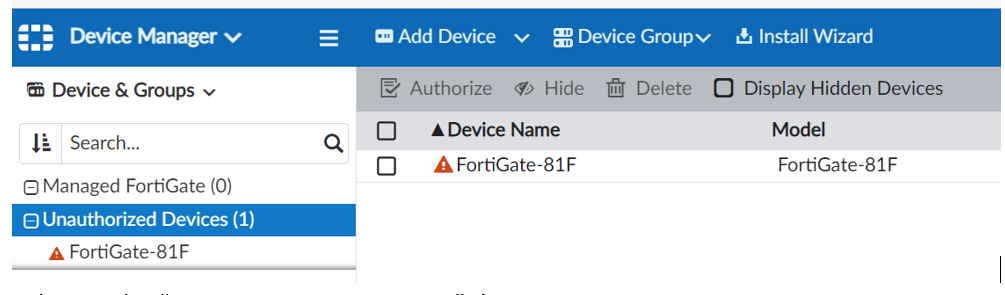 Device Manager
Add Device
Device Group
Install Wizard
Device & Groups
Authorize
Hide
Delete
Display Hidden Devices
Search...
▲Device Name
Model
FortiGate-81F
FortiGate-81F
Managed FortiGate (0)
Unauthorized Devices (1)
FortiGate-81F